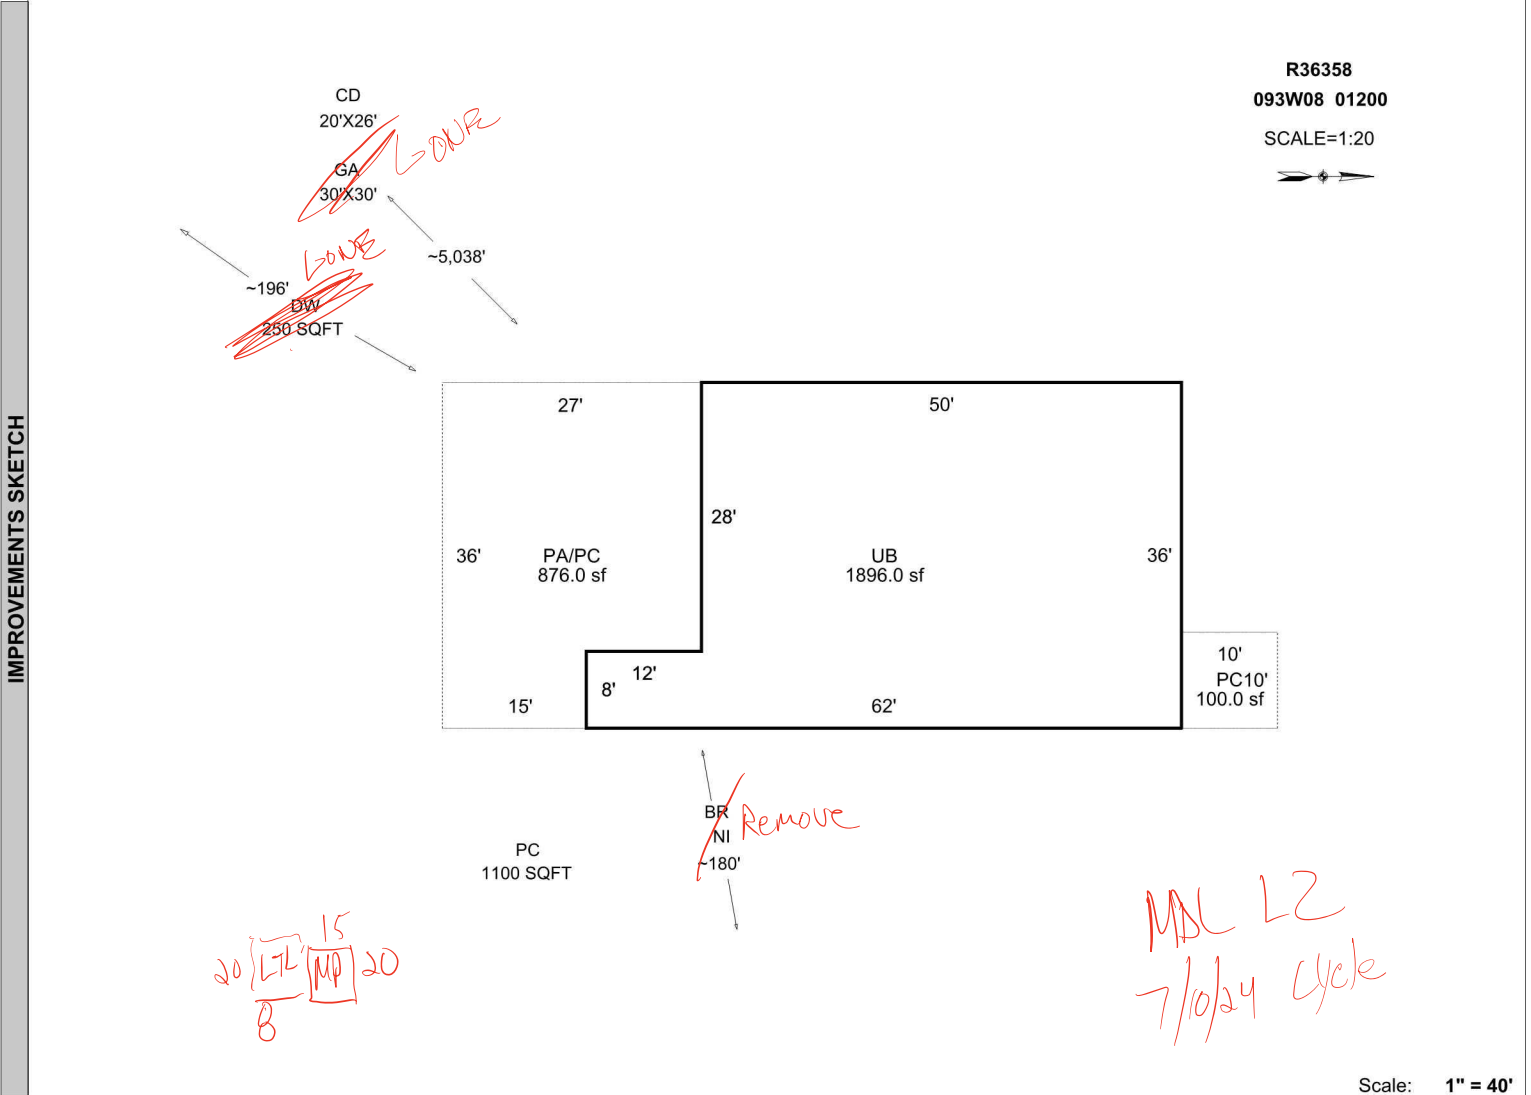 R36358
093W08 01200
SCALE=1:20
CD
20'X26'
GA
30'X30'
GONE
~5,038'
GONE
~196'
DW
250 SQFT
27'
50'
28'
36'
PA/PC
876.0 sf
UB
1896.0 sf
36'
12'
8'
15'
62'
10'
PC10'
100.0 sf
BR
NI
~180'
Remove
PC
1100 SQFT
15
20
LTL
MP
20
8
L2
7/10/24 Cycle
IMPROVEMENTS SKETCH
Scale: 1" = 40'